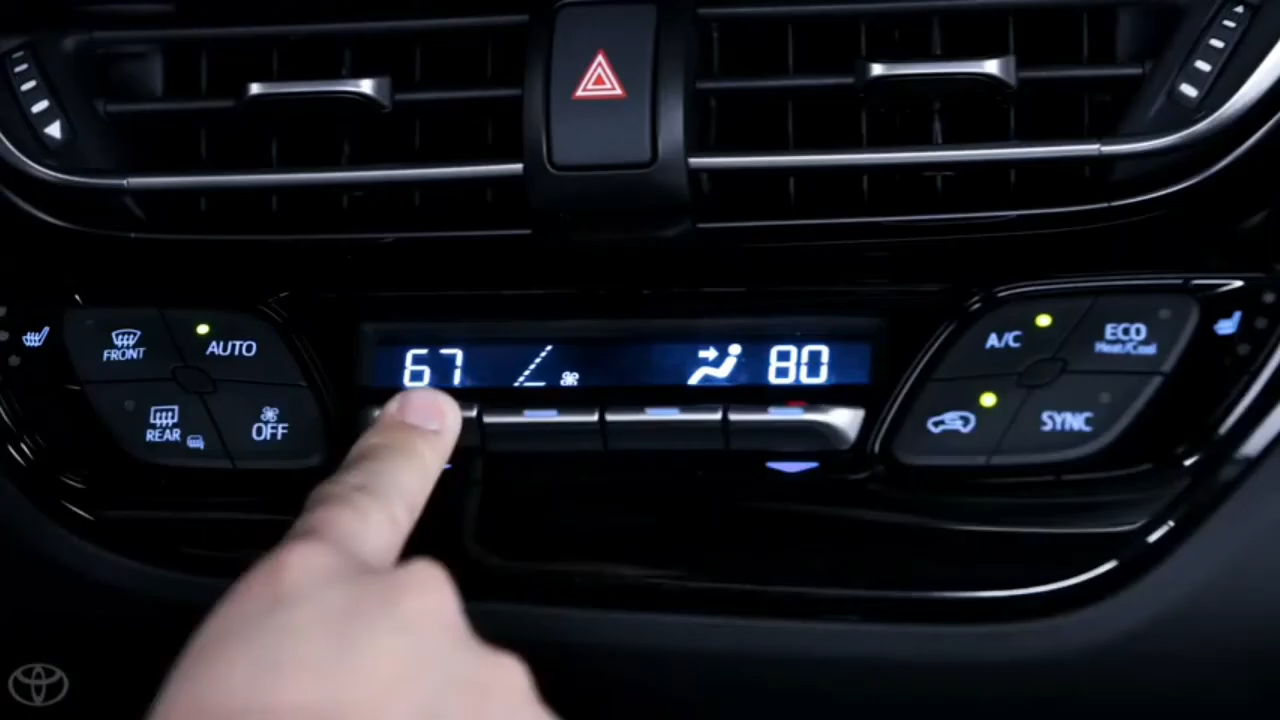 FRONT
AUTO
REAR
OFF
67
80
A/C
ECO
Heat/Cool
SYNC